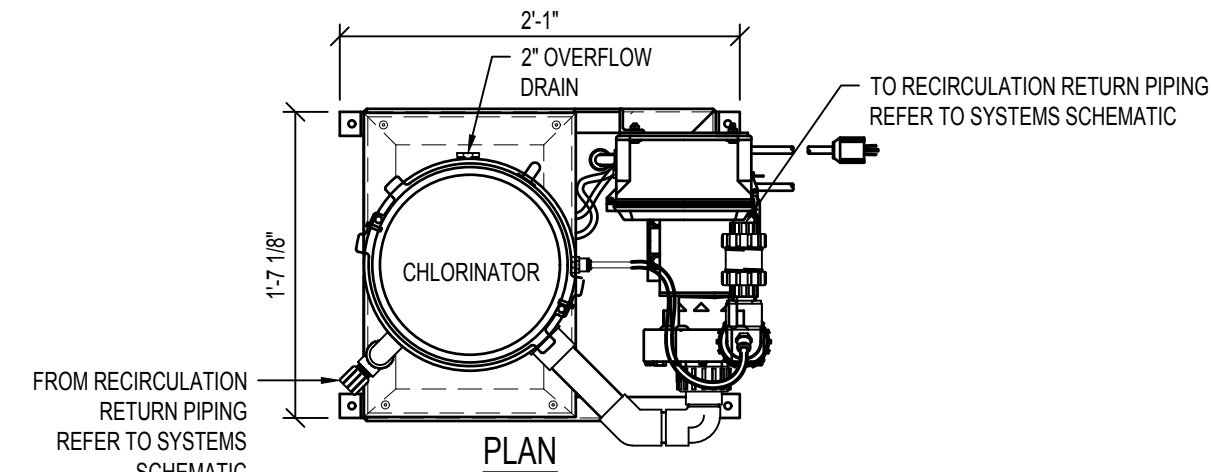 2'-1"
2" OVERFLOW
DRAIN
TO RECIRCULATION RETURN PIPING
REFER TO SYSTEMS SCHEMATIC
1'-7 1/8"
CHLORINATOR
FROM RECIRCULATION
RETURN PIPING
REFER TO SYSTEMS
SCHEMATIC
PLAN